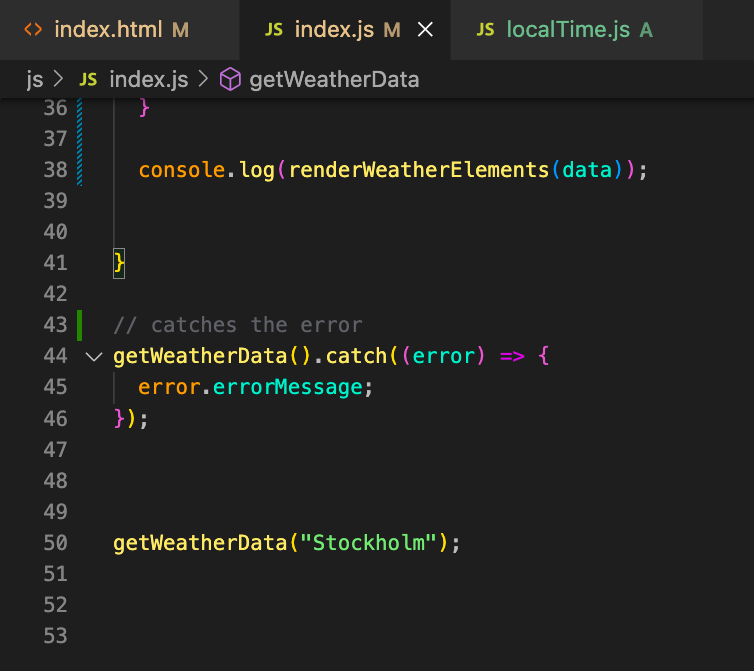 <> index.html M JS index.js M × JS localTime.js A
js > JS index.js > getWeatherData
36 }
37
38 console.log(renderWeatherElements(data));
39
40
41 }
42
43 // catches the error
44 getWeatherData().catch((error) => {
45 error.errorMessage;
46 });
47
48
49
50 getWeatherData("Stockholm");
51
52
53